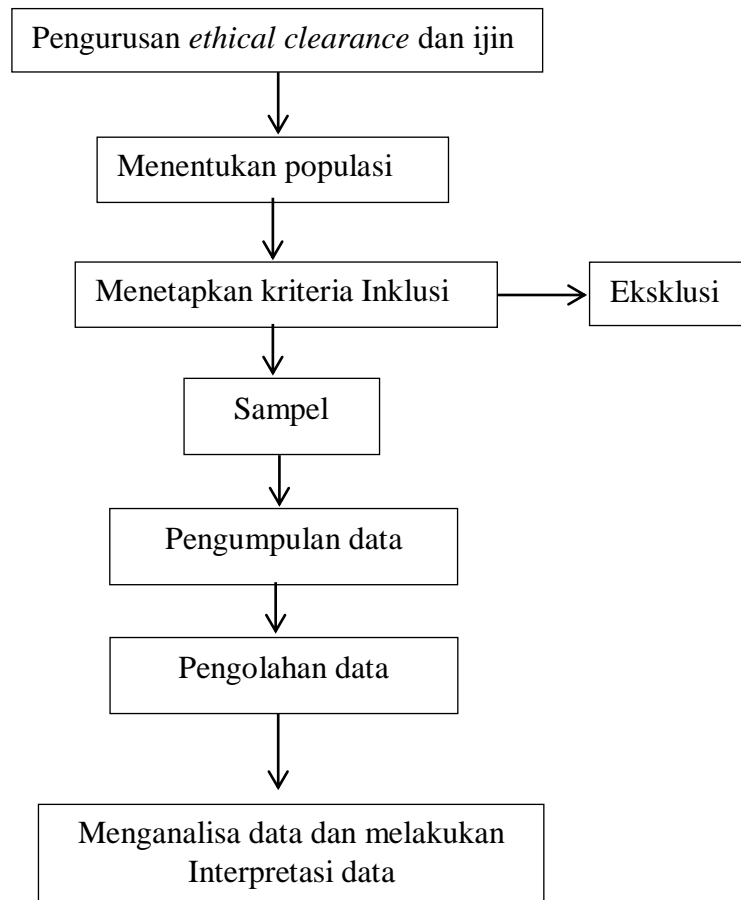 Pengurusan ethical clearance dan ijin
Menentukan populasi
Menetapkan kriteria Inklusi
Eksklusi
Sampel
Pengumpulan data
Pengolahan data
Menganalisa data dan melakukan
Interpretasi data